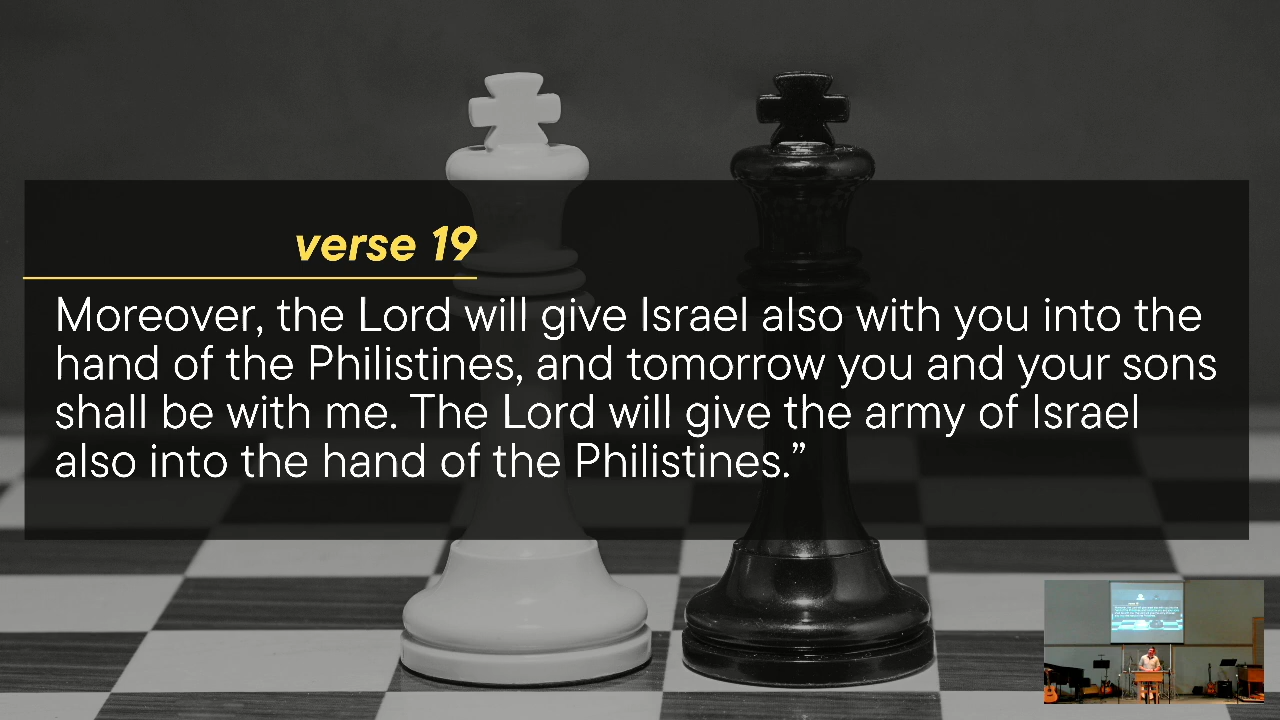 verse 19
Moreover, the Lord will give Israel also with you into the
hand of the Philistines, and tomorrow you and your sons
shall be with me. The Lord will give the army of Israel
also into the hand of the Philistines.”